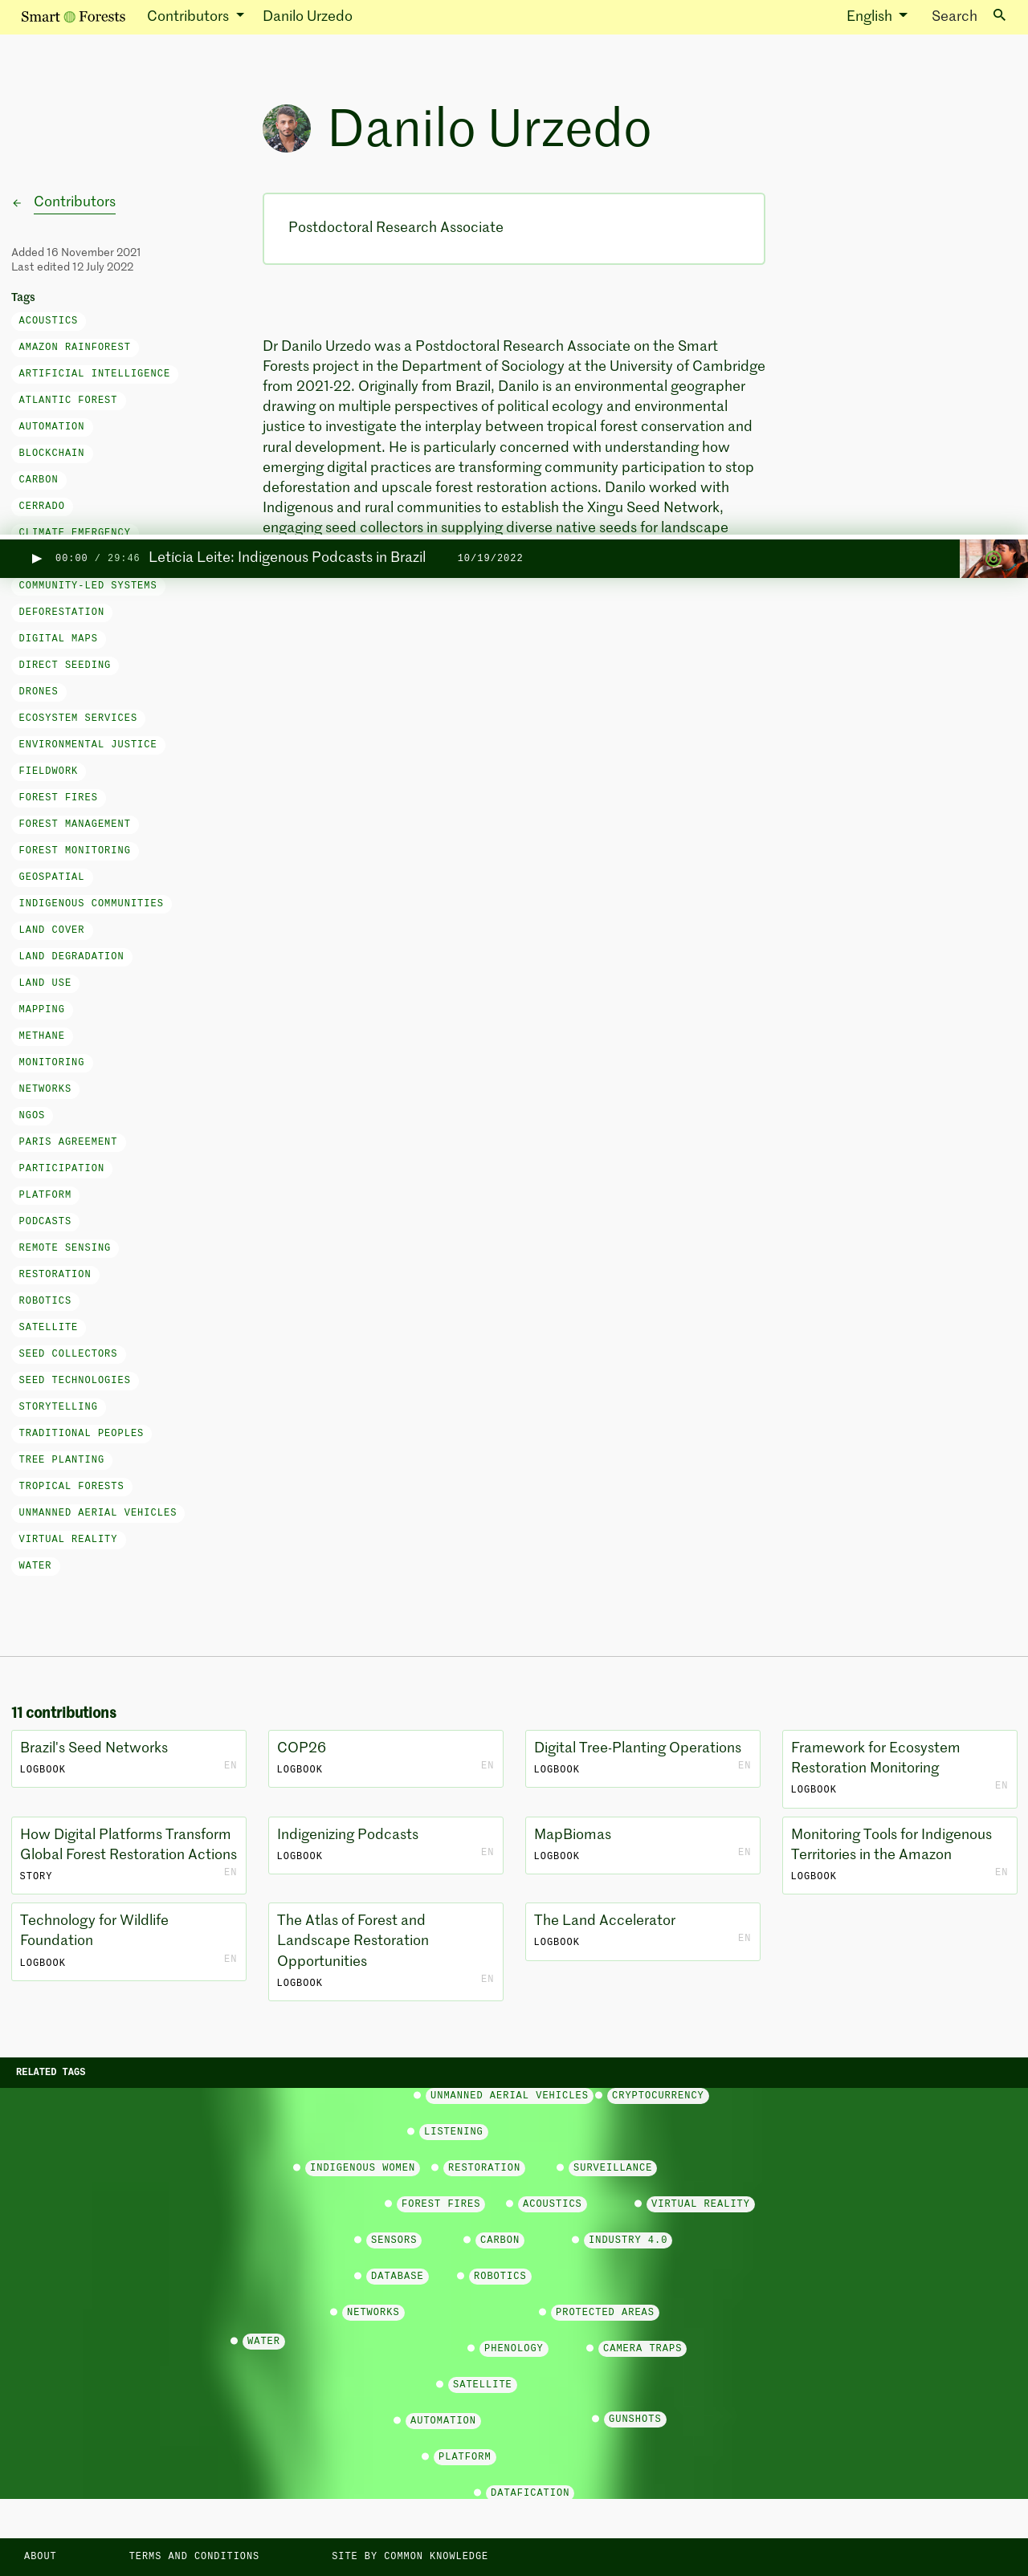 Smart Forests
Contributors
Danilo Urzedo
English
Search
Danilo Urzedo
Contributors
Postdoctoral Research Associate
Added 16 November 2021
Last edited 12 July 2022
Tags
ACOUSTICS
AMAZON RAINFOREST
ARTIFICIAL INTELLIGENCE
ATLANTIC FOREST
AUTOMATION
BLOCKCHAIN
CARBON
CERRADO
CLIMATE EMERGENCY
Dr Danilo Urzedo was a Postdoctoral Research Associate on the Smart
Forests project in the Department of Sociology at the University of Cambridge
from 2021-22. Originally from Brazil, Danilo is an environmental geographer
drawing on multiple perspectives of political ecology and environmental
justice to investigate the interplay between tropical forest conservation and
rural development. He is particularly concerned with understanding how
emerging digital practices are transforming community participation to stop
deforestation and upscale forest restoration actions. Danilo worked with
Indigenous and rural communities to establish the Xingu Seed Network,
engaging seed collectors in supplying diverse native seeds for landscape
00:00 / 29:46 Letícia Leite: Indigenous Podcasts in Brazil 10/19/2022
COMMUNITY-LED SYSTEMS
DEFORESTATION
DIGITAL MAPS
DIRECT SEEDING
DRONES
ECOSYSTEM SERVICES
ENVIRONMENTAL JUSTICE
FIELDWORK
FOREST FIRES
FOREST MANAGEMENT
FOREST MONITORING
GEOSPATIAL
INDIGENOUS COMMUNITIES
LAND COVER
LAND DEGRADATION
LAND USE
MAPPING
METHANE
MONITORING
NETWORKS
NGOS
PARIS AGREEMENT
PARTICIPATION
PLATFORM
PODCASTS
REMOTE SENSING
RESTORATION
ROBOTICS
SATELLITE
SEED COLLECTORS
SEED TECHNOLOGIES
STORYTELLING
TRADITIONAL PEOPLES
TREE PLANTING
TROPICAL FORESTS
UNMANNED AERIAL VEHICLES
VIRTUAL REALITY
WATER
11 contributions
Brazil's Seed Networks
LOGBOOK
EN
COP26
LOGBOOK
EN
Digital Tree-Planting Operations
LOGBOOK
EN
Framework for Ecosystem
Restoration Monitoring
LOGBOOK
EN
How Digital Platforms Transform
Global Forest Restoration Actions
STORY
EN
Indigenizing Podcasts
LOGBOOK
EN
MapBiomas
LOGBOOK
EN
Monitoring Tools for Indigenous
Territories in the Amazon
LOGBOOK
EN
Technology for Wildlife
Foundation
LOGBOOK
EN
The Atlas of Forest and
Landscape Restoration
Opportunities
LOGBOOK
EN
The Land Accelerator
LOGBOOK
EN
RELATED TAGS
UNMANNED AERIAL VEHICLES
CRYPTOCURRENCY
LISTENING
INDIGENOUS WOMEN
RESTORATION
SURVEILLANCE
FOREST FIRES
ACOUSTICS
VIRTUAL REALITY
SENSORS
CARBON
INDUSTRY 4.0
DATABASE
ROBOTICS
NETWORKS
PROTECTED AREAS
WATER
PHENOLOGY
CAMERA TRAPS
SATELLITE
AUTOMATION
GUNSHOTS
PLATFORM
DATAFICATION
ABOUT
TERMS AND CONDITIONS
SITE BY COMMON KNOWLEDGE